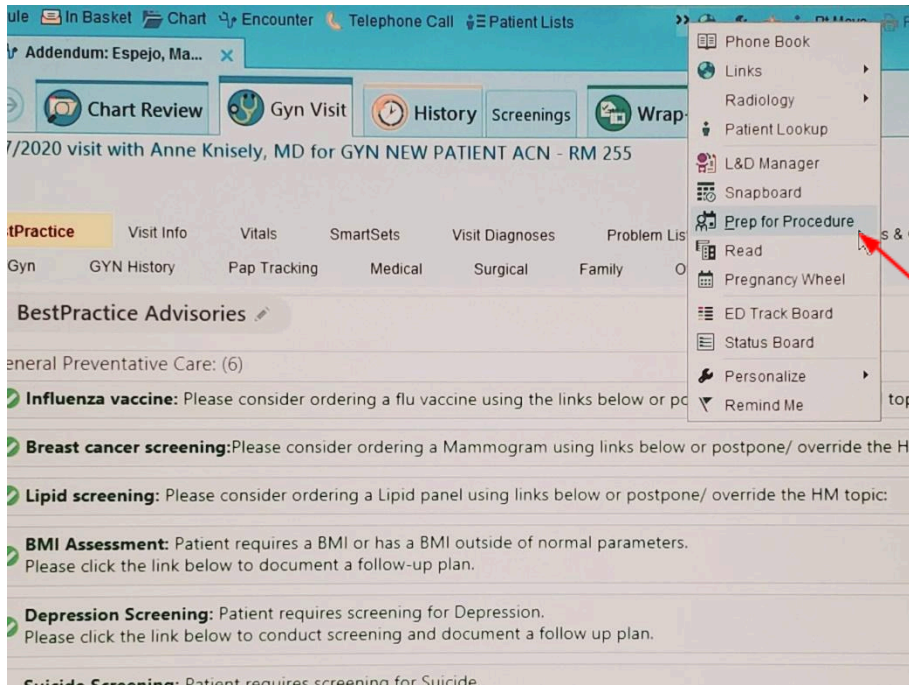 In Basket Chart Encounter Telephone Call Patient Lists »
Addendum: Espejo, Ma... ×
Chart Review Gyn Visit History Screenings
7/2020 visit with Anne Knisely, MD for GYN NEW PATIENT ACN - RM 255
Visit Info Vitals SmartSets Visit Diagnoses
Gyn GYN History Pap Tracking Medical Surgical Family
Phone Book
Links
Radiology
Patient Lookup
L&D Manager
Snapboard
Prep for Procedure
Read
Pregnancy Wheel
ED Track Board
Status Board
Personalize
Remind Me
BestPractice Advisories
Preventative Care: (6)
Influenza vaccine: Please consider ordering a flu vaccine using the links below or
Breast cancer screening:Please consider ordering a Mammogram using links below or postpone/ override the
Lipid screening: Please consider ordering a Lipid panel using links below or postpone/ override the HM topic:
BMI Assessment: Patient requires a BMI or has a BMI outside of normal parameters.
Please click the link below to document a follow-up plan.
Depression Screening: Patient requires screening for Depression.
Please click the link below to conduct screening and document a follow up plan.
Suicide Screening: Patient requires screening for Suicide.